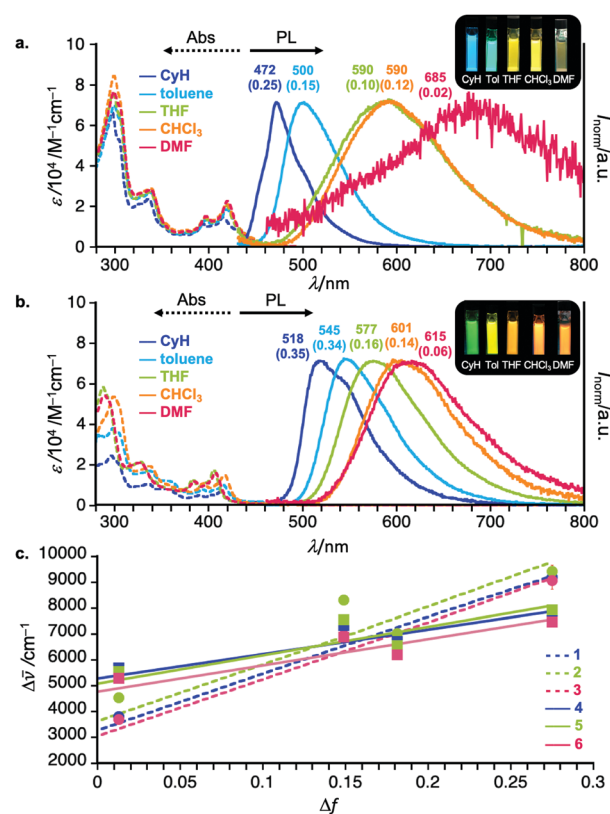 a.
Abs
PL
472
(0.25)
500
(0.15)
590
(0.10)
590
(0.12)
685
(0.02)
CyH
toluene
THF
CHCl₃
DMF
CyH Tol THF CHCl₃ DMF
ε/10⁴/M⁻¹cm⁻¹
I_norm/a.u.
10
8
6
4
2
0
280 400 500 600 700 800
λ/nm
b.
Abs
PL
518
(0.35)
545
(0.34)
577
(0.16)
601
(0.14)
615
(0.06)
CyH
toluene
THF
CHCl₃
DMF
CyH Tol THF CHCl₃ DMF
ε/10⁴/M⁻¹cm⁻¹
I_norm/a.u.
10
8
6
4
2
0
280 400 500 600 700 800
λ/nm
c.
Δν̄/cm⁻¹
10000
9000
8000
7000
6000
5000
4000
3000
2000
1
2
3
4
5
6
0 0.05 0.1 0.15 0.2 0.25 0.3
Δf